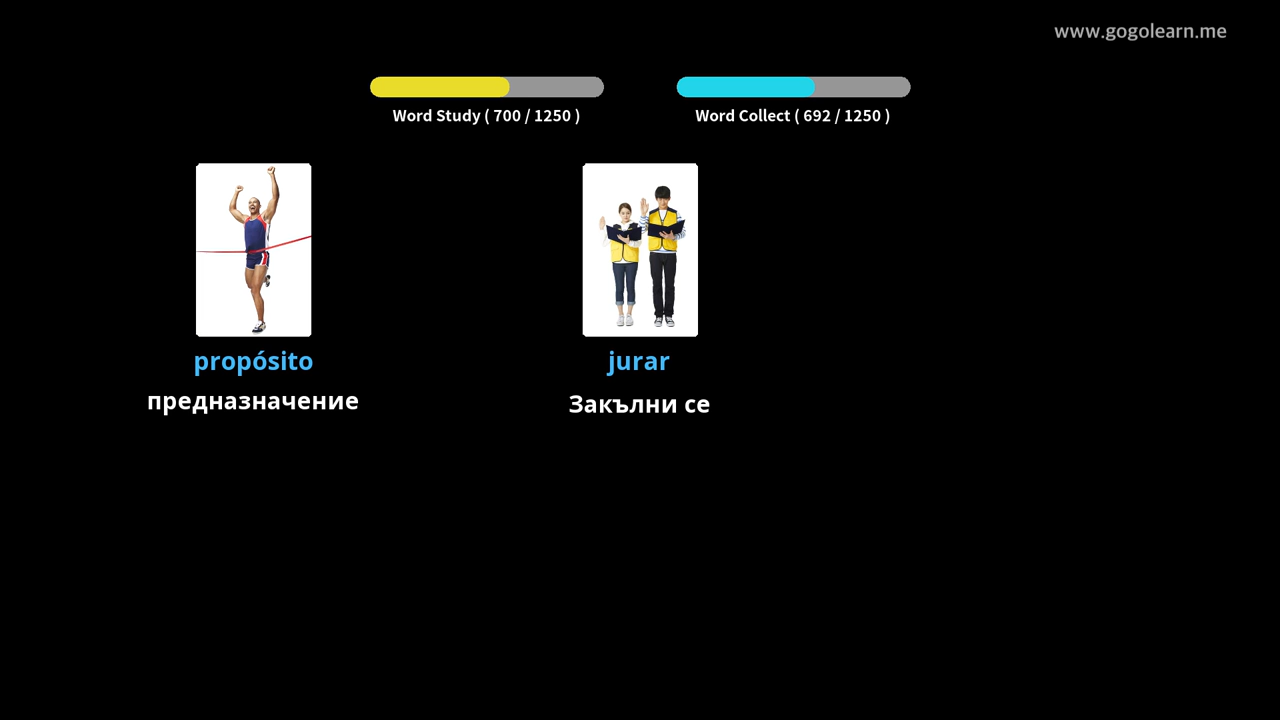 www.gogolearn.me
Word Study ( 700 / 1250 )
Word Collect ( 692 / 1250 )
propósito
предназначение
jurar
Закълни се